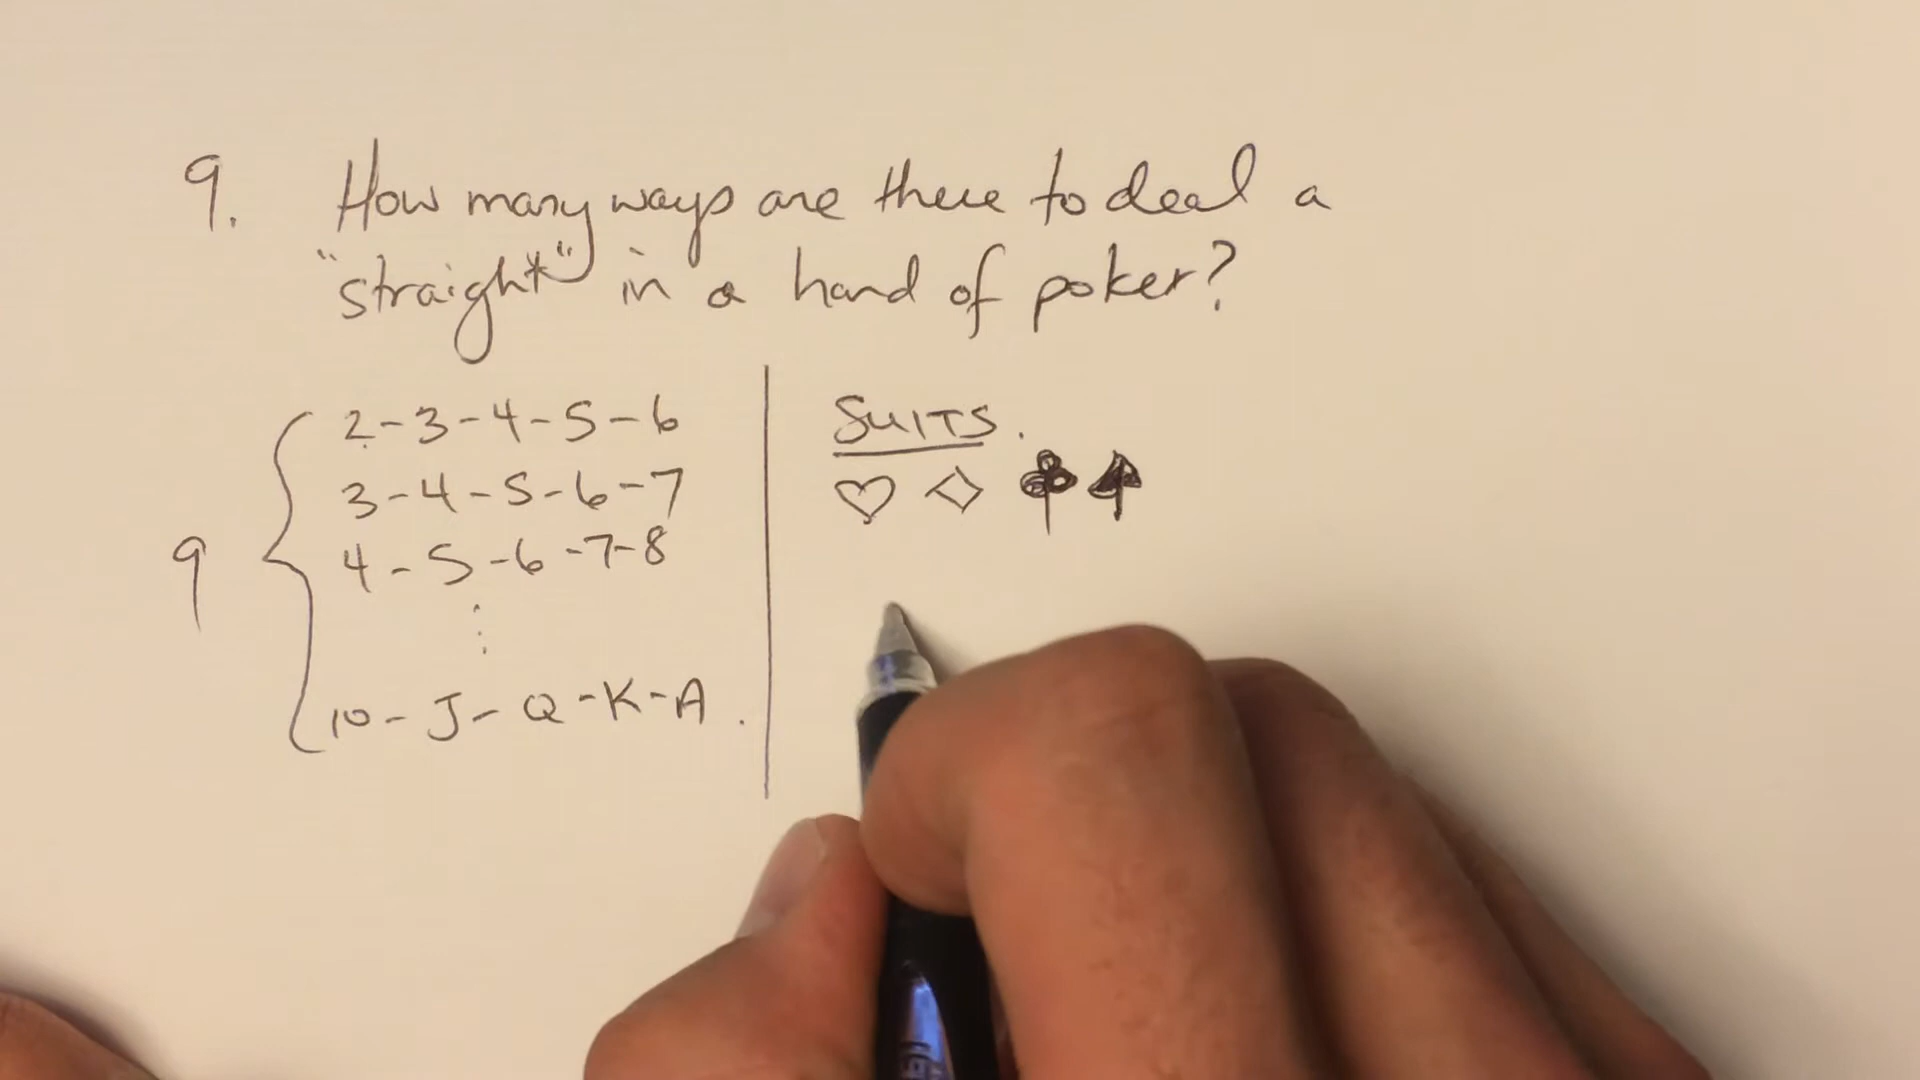 9. How many ways are there to deal a
"straight" in a hand of poker?
2-3-4-5-6
3-4-5-6-7
9
4-5-6-7-8
⋮
10-J-Q-K-A.
SUITS.
♡ ◇ ♣ ♠